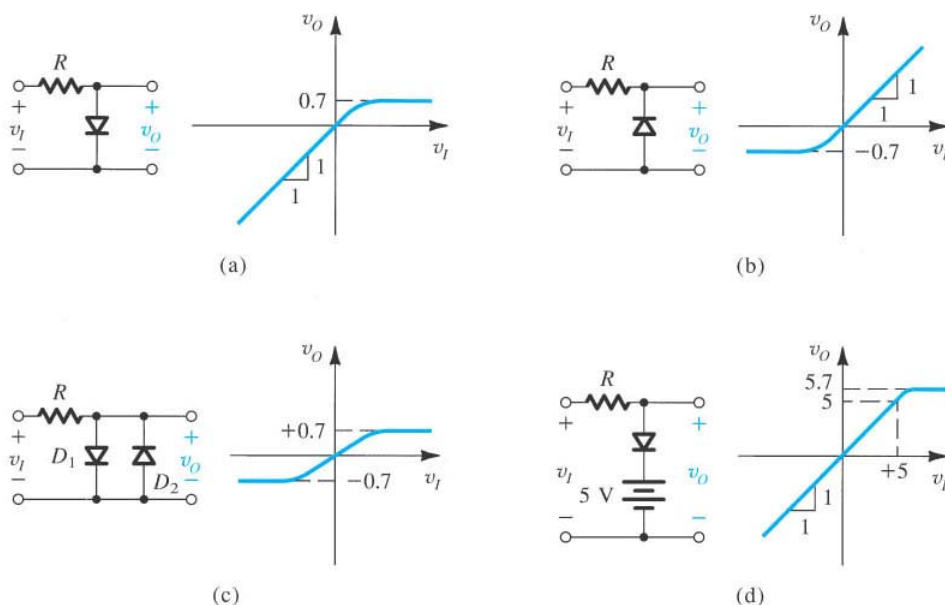 R
+
v_I
−
+
v_O
−
v_O
0.7
v_I
1
1
(a)
R
+
v_I
−
+
v_O
−
v_O
1
1
−0.7
(b)
R
+
v_I
−
D_1
D_2
+
v_O
−
v_O
+0.7
−0.7
v_I
(c)
R
+
v_I
−
5 V
+
v_O
−
v_O
5.7
5
+5
1
1
(d)